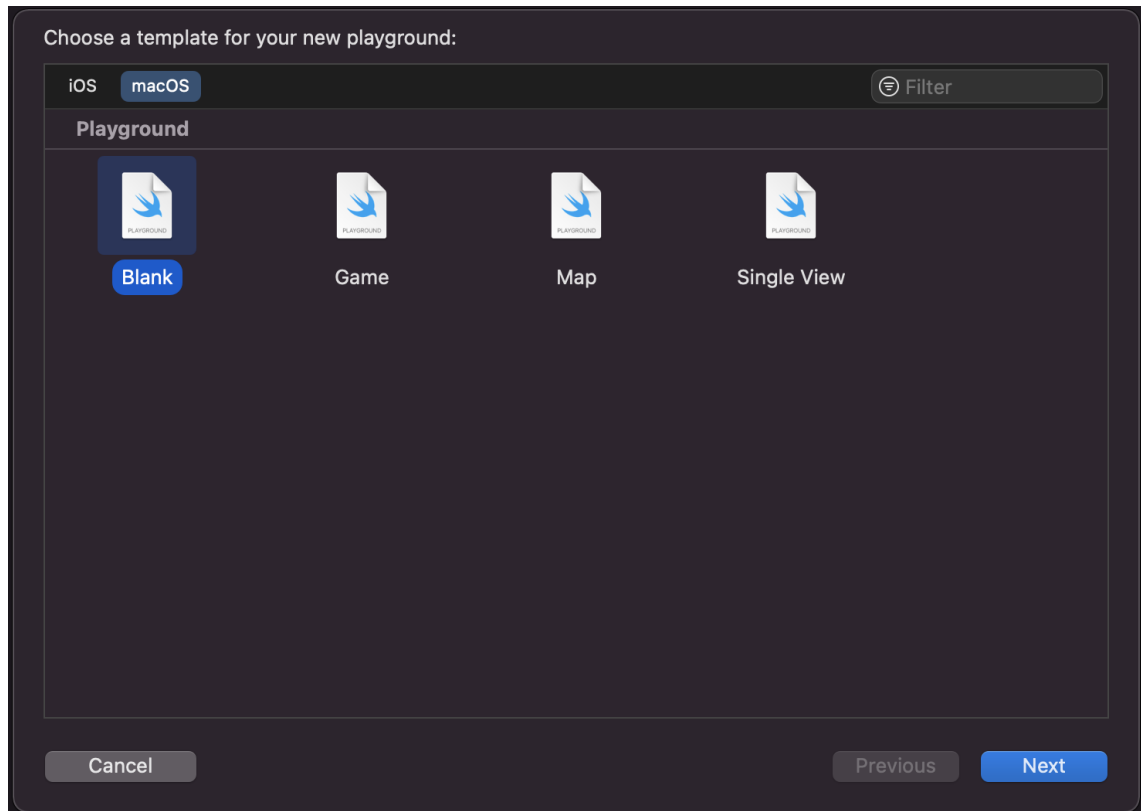 Choose a template for your new playground:
iOS macOS Filter
Playground
PLAYGROUND PLAYGROUND PLAYGROUND PLAYGROUND
Blank Game Map Single View
Cancel Previous Next